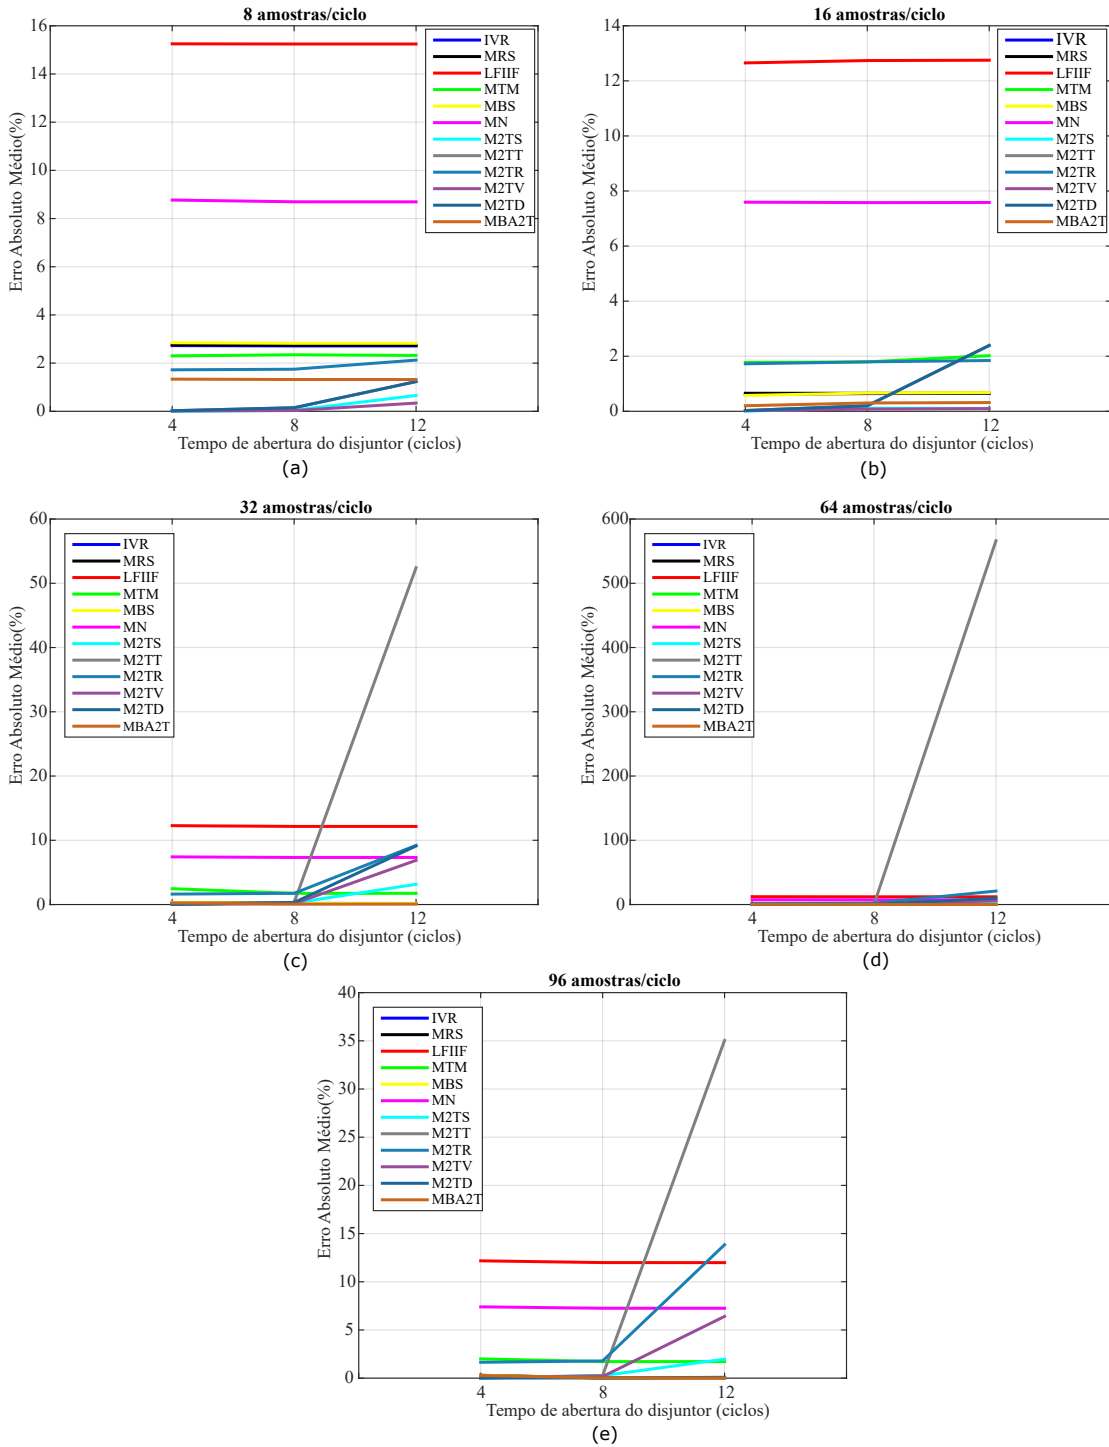 8 amostras/ciclo
16
14
12
10
8
6
4
2
0
Erro Absoluto Médio(%)
IVR
MRS
LFIIF
MTM
MBS
MN
M2TS
M2TT
M2TR
M2TV
M2TD
MBA2T
4 8 12
Tempo de abertura do disjuntor (ciclos)
(a)
16 amostras/ciclo
14
12
10
8
6
4
2
0
Erro Absoluto Médio(%)
IVR
MRS
LFIIF
MTM
MBS
MN
M2TS
M2TT
M2TR
M2TV
M2TD
MBA2T
4 8 12
Tempo de abertura do disjuntor (ciclos)
(b)
32 amostras/ciclo
60
50
40
30
20
10
0
Erro Absoluto Médio(%)
IVR
MRS
LFIIF
MTM
MBS
MN
M2TS
M2TT
M2TR
M2TV
M2TD
MBA2T
4 8 12
Tempo de abertura do disjuntor (ciclos)
(c)
64 amostras/ciclo
600
500
400
300
200
100
0
Erro Absoluto Médio(%)
IVR
MRS
LFIIF
MTM
MBS
MN
M2TS
M2TT
M2TR
M2TV
M2TD
MBA2T
4 8 12
Tempo de abertura do disjuntor (ciclos)
(d)
96 amostras/ciclo
40
35
30
25
20
15
10
5
0
Erro Absoluto Médio(%)
IVR
MRS
LFIIF
MTM
MBS
MN
M2TS
M2TT
M2TR
M2TV
M2TD
MBA2T
4 8 12
Tempo de abertura do disjuntor (ciclos)
(e)